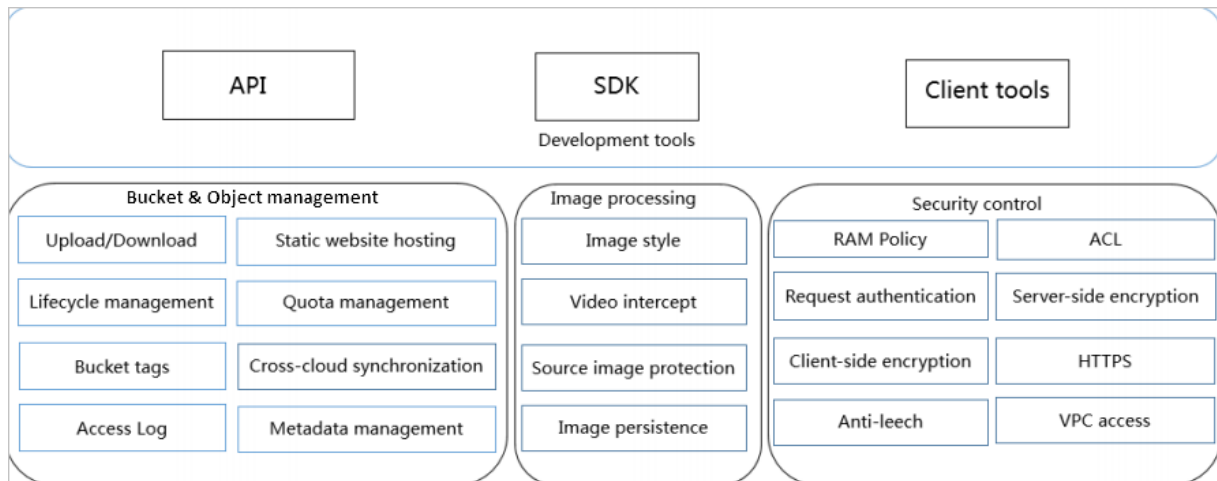 API
SDK
Client tools
Development tools
Bucket & Object management
Upload/Download
Static website hosting
Lifecycle management
Quota management
Bucket tags
Cross-cloud synchronization
Access Log
Metadata management
Image processing
Image style
Video intercept
Source image protection
Image persistence
Security control
RAM Policy
ACL
Request authentication
Server-side encryption
Client-side encryption
HTTPS
Anti-leech
VPC access